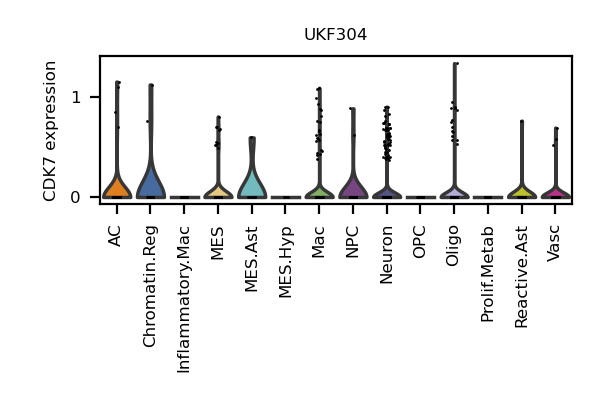 UKF304
CDK7 expression
1
0
AC
Chromatin.Reg
Inflammatory.Mac
MES
MES.Ast
MES.Hyp
Mac
NPC
Neuron
OPC
Oligo
Prolif.Metab
Reactive.Ast
Vasc